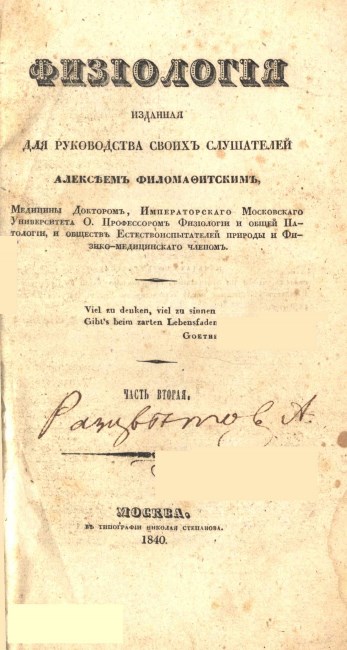 ФИЗІОЛОГІЯ
ИЗДАННАЯ
ДЛЯ РУКОВОДСТВА СВОИХЪ СЛУШАТЕЛЕЙ
АЛЕКСѢЕМЪ ФИЛОМАѲИТСКИМЪ,
Медицины Докторомъ, Императорскаго Московскаго
Университета О. Профессоромъ Физіологіи и общей Па-
тологіи, и обществъ Естествоиспытателей природы и Фи-
зико-медицинскаго членомъ.
Viel zu denken, viel zu sinnen
Gibt's beim zarten Lebensfaden
Goethe
ЧАСТЬ ВТОРАЯ.
А.
МОСКВА.
ВЪ ТИПОГРАФІИ НИКОЛАЯ СТЕПАНОВА.
1840.